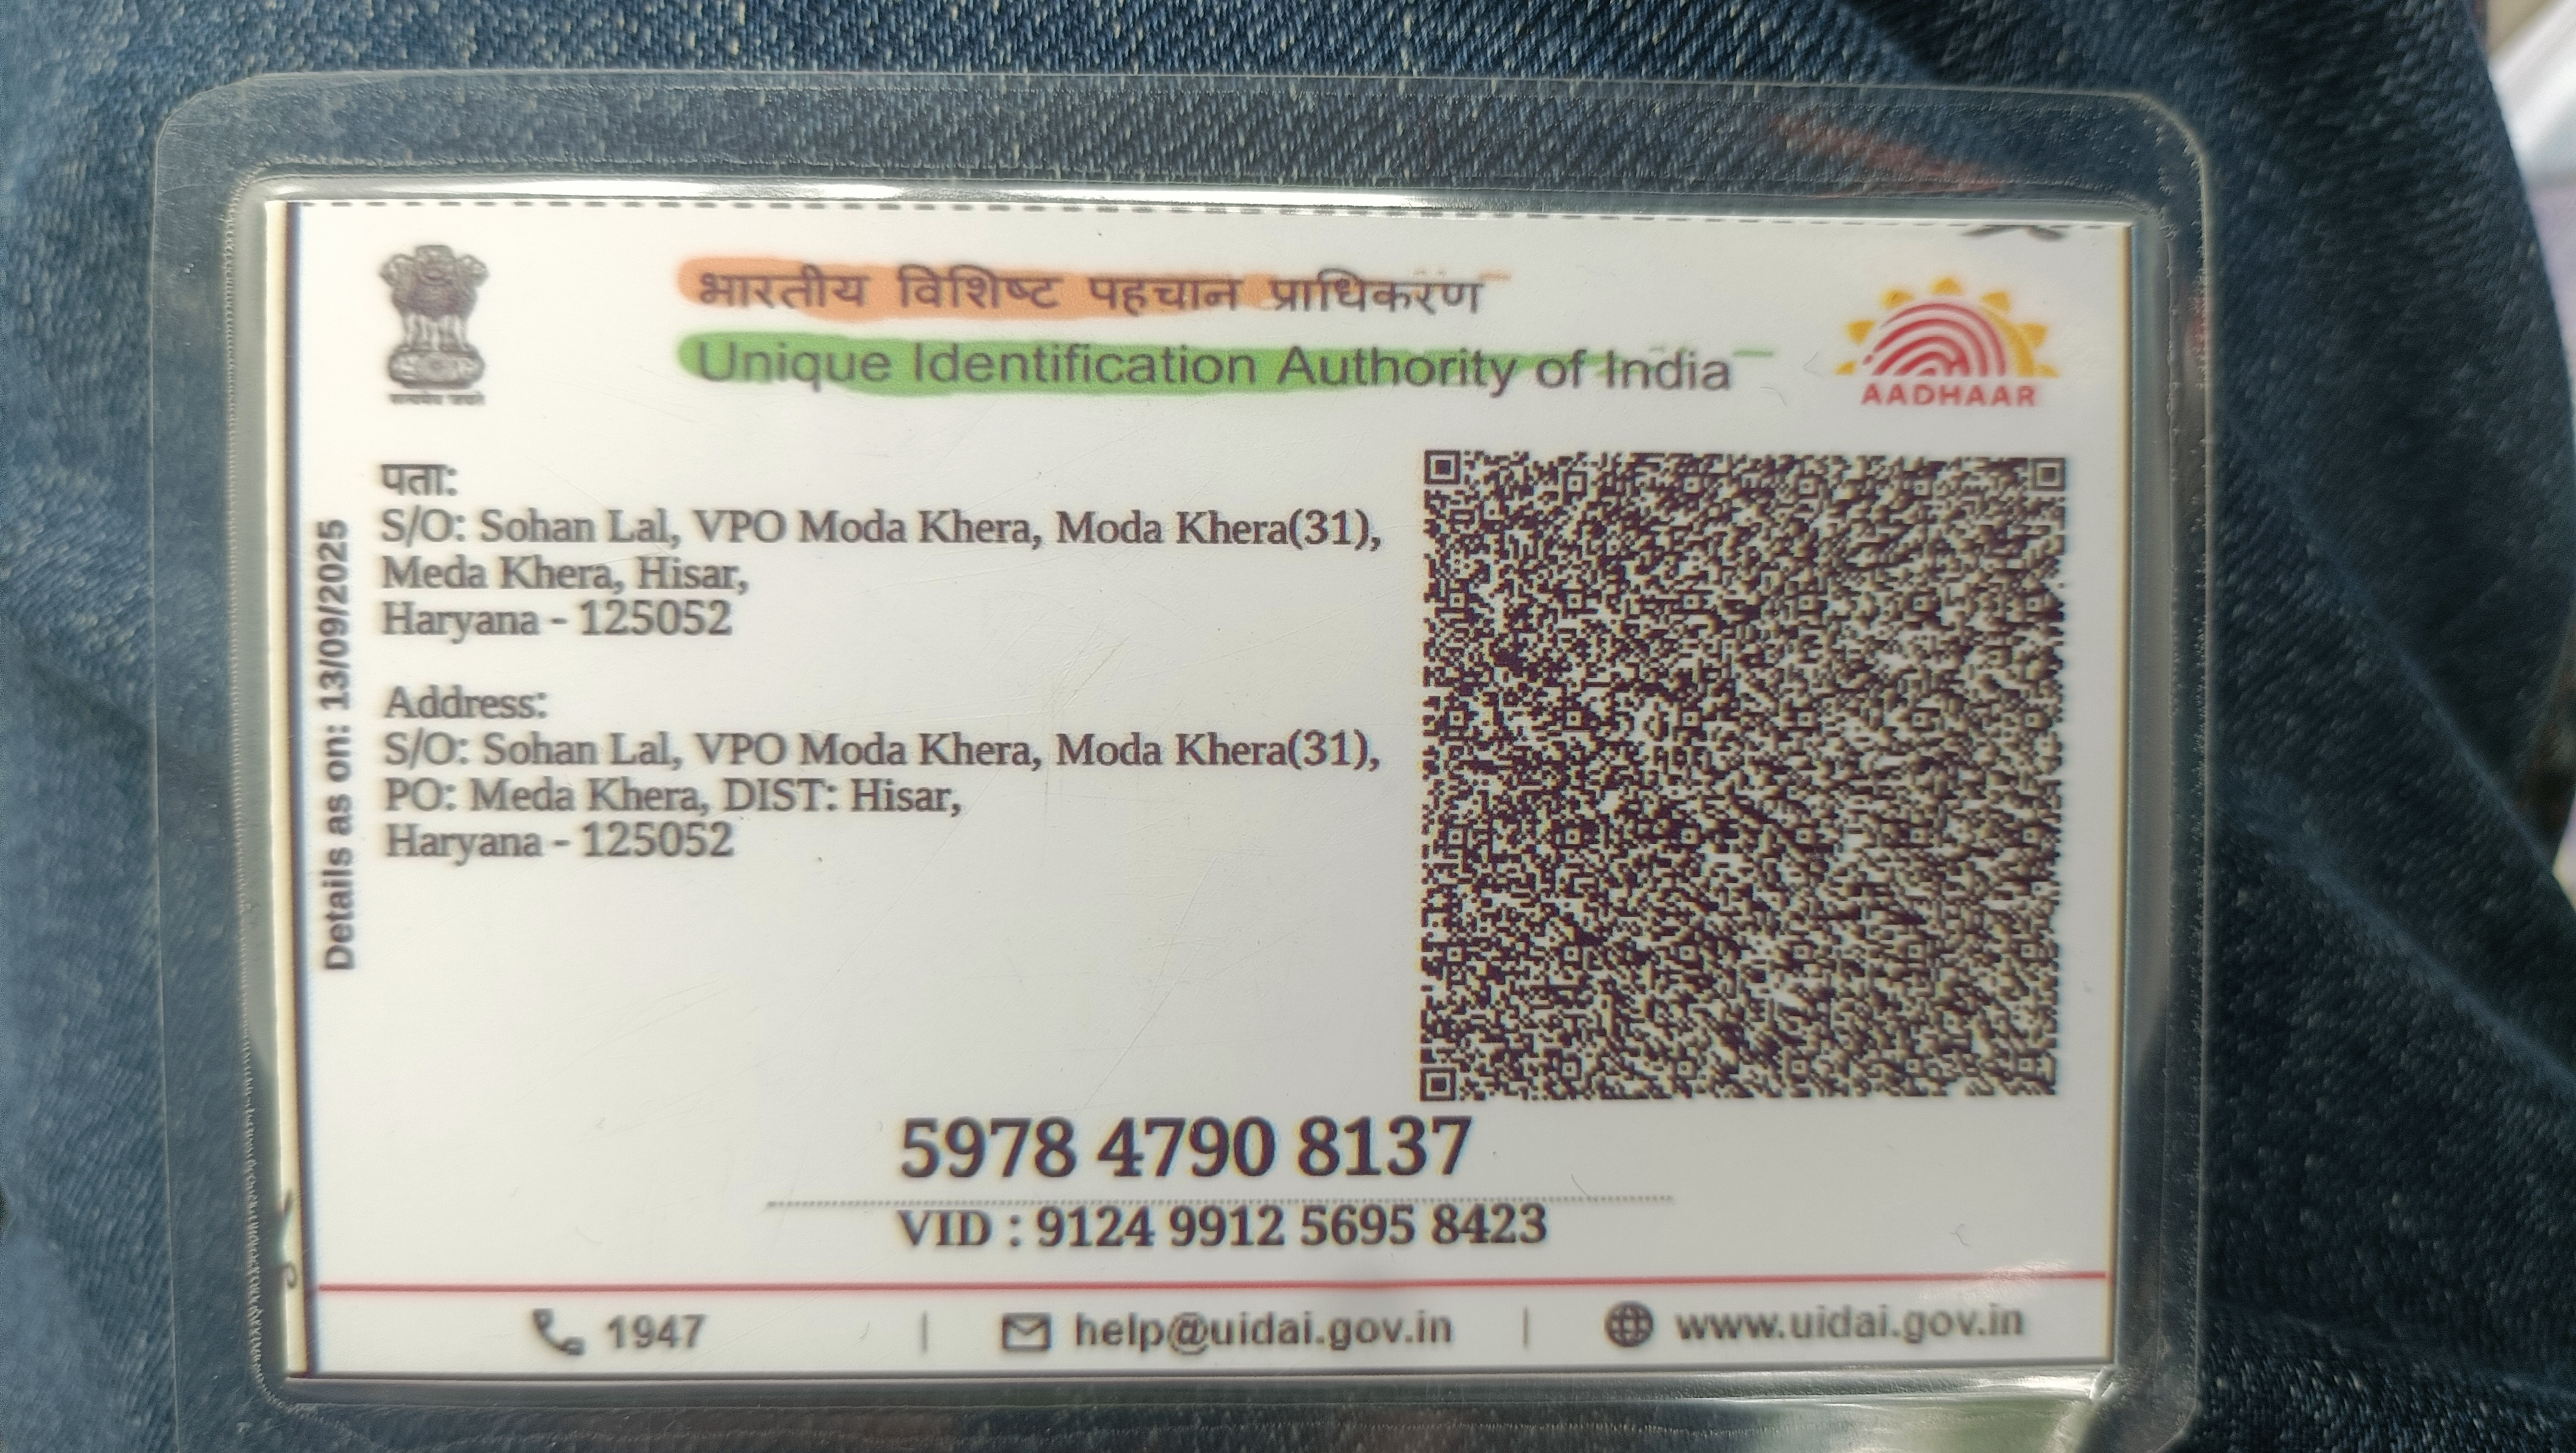 भारतीय विशिष्ट पहचान प्राधिकरण
Unique Identification Authority of India
AADHAAR
Details as on: 13/09/2025
पता:
S/O: Sohan Lal, VPO Moda Khera, Moda Khera(31),
Meda Khera, Hisar,
Haryana - 125052
Address:
S/O: Sohan Lal, VPO Moda Khera, Moda Khera(31),
PO: Meda Khera, DIST: Hisar,
Haryana - 125052
5978 4790 8137
VID : 9124 9912 5695 8423
1947 | help@uidai.gov.in | www.uidai.gov.in